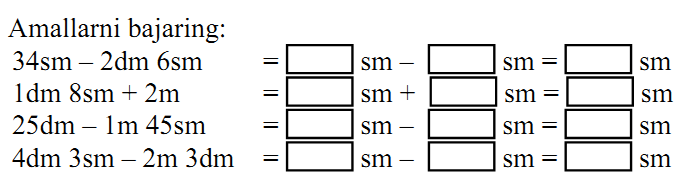 Amallarni bajaring:
34sm – 2dm 6sm = sm – sm = sm
1dm 8sm + 2m = sm + sm = sm
25dm – 1m 45sm = sm – sm = sm
4dm 3sm – 2m 3dm = sm – sm = sm